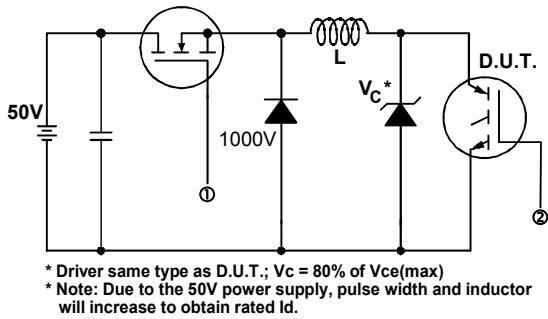 L
D.U.T.
V_C *
50V
1000V
①
②
* Driver same type as D.U.T.; Vc = 80% of Vce(max)
* Note: Due to the 50V power supply, pulse width and inductor
will increase to obtain rated Id.